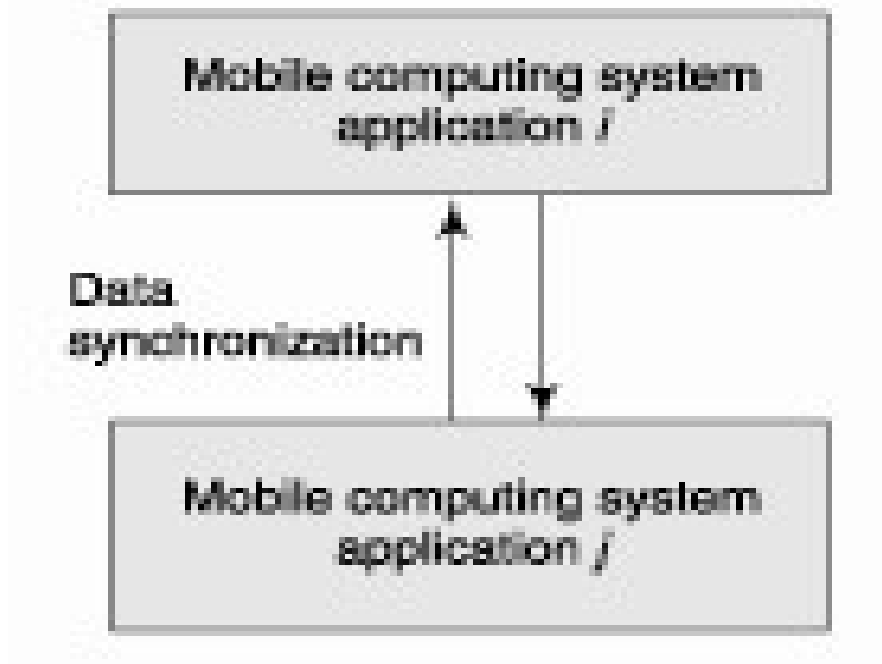 Mobile computing system
application i
Data
synchronization
Mobile computing system
application j